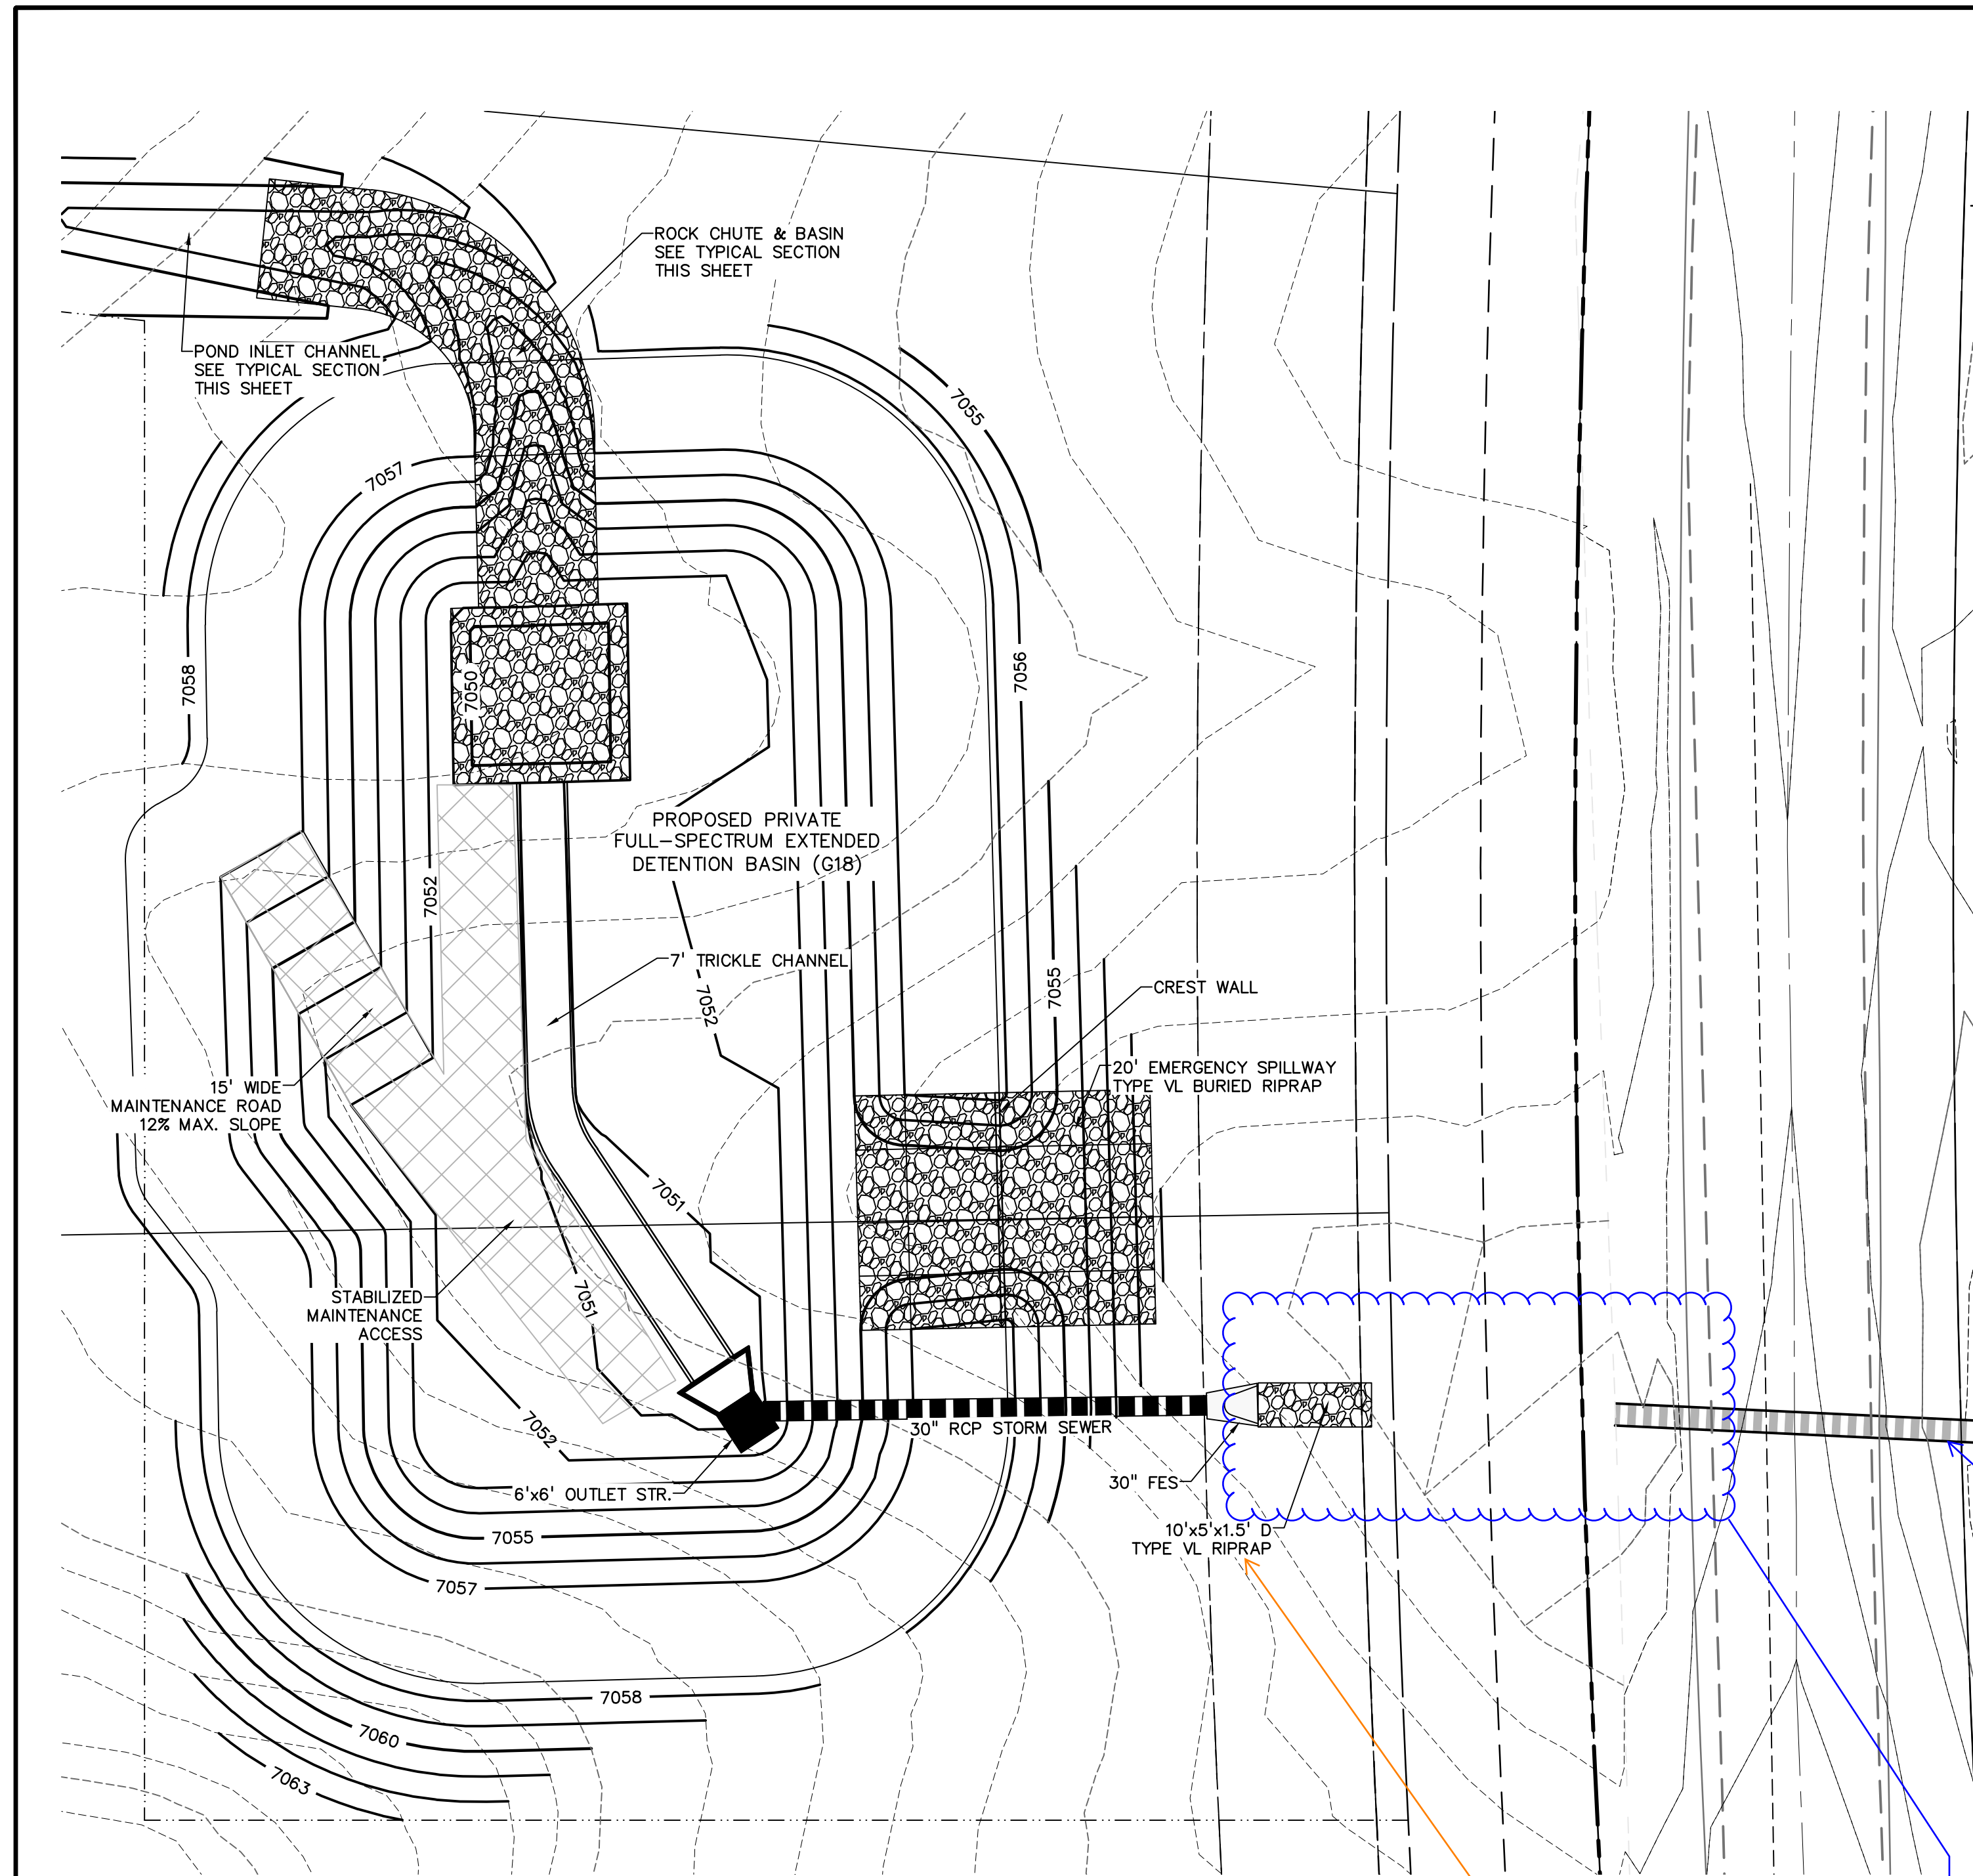 ROCK CHUTE & BASIN
SEE TYPICAL SECTION
THIS SHEET
POND INLET CHANNEL
SEE TYPICAL SECTION
THIS SHEET
7055
7057
7058
7050
7056
PROPOSED PRIVATE
FULL-SPECTRUM EXTENDED
DETENTION BASIN (G18)
7052
7' TRICKLE CHANNEL
7052
7055
CREST WALL
20' EMERGENCY SPILLWAY
TYPE VL BURIED RIPRAP
15' WIDE
MAINTENANCE ROAD
12% MAX. SLOPE
7051
7051
STABILIZED
MAINTENANCE
ACCESS
7052
30" RCP STORM SEWER
30" FES
6'x6' OUTLET STR.
10'x5'x1.5' D
TYPE VL RIPRAP
7055
7057
7058
7060
7063